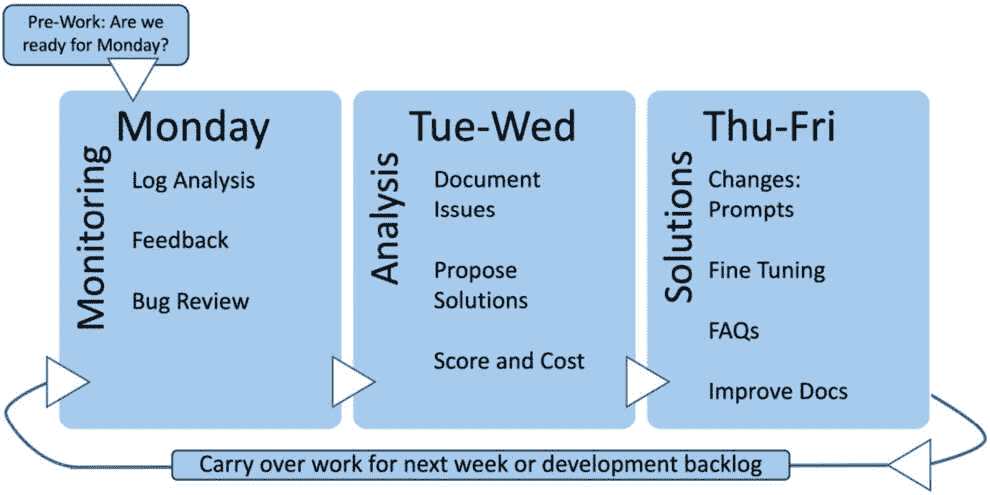 Pre-Work: Are we
ready for Monday?
Monday
Monitoring
Log Analysis
Feedback
Bug Review
Tue-Wed
Analysis
Document
Issues
Propose
Solutions
Score and Cost
Thu-Fri
Solutions
Changes:
Prompts
Fine Tuning
FAQs
Improve Docs
Carry over work for next week or development backlog